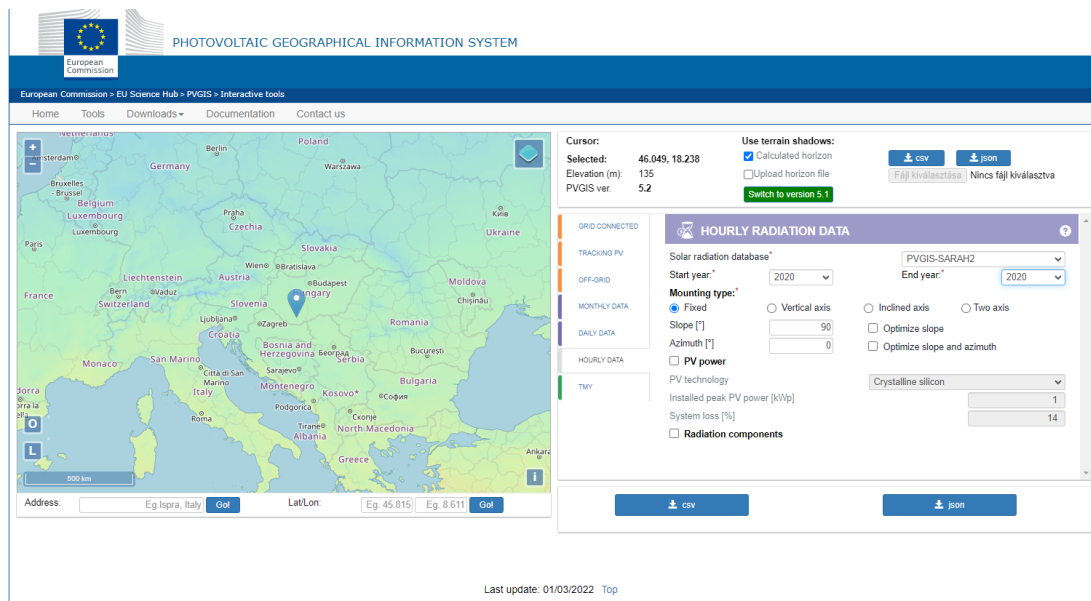 PHOTOVOLTAIC GEOGRAPHICAL INFORMATION SYSTEM
European
Commission
European Commission > EU Science Hub > PVGIS > Interactive tools
Home Tools Downloads Documentation Contact us
+
−
Netherlands
Amsterdam
Berlin
Poland
Germany
Warszawa
Bruxelles
- Brussel
Belgium
Luxembourg
Luxembourg
Praha
Czechia
Київ
Ukraine
Paris
Slovakia
Wien
Bratislava
Liechtenstein
Austria
Budapest
Hungary
Moldova
Bern
Vaduz
Switzerland
Slovenia
Chișinău
France
Ljubljana
Zagreb
Croatia
Romania
Bosnia and
Herzegovina
Београд
Serbia
București
Monaco
San Marino
Città di San
Marino
Sarajevo
Italy
Montenegro
Kosovo*
София
Bulgaria
Podgorica
Скопје
Roma
Tiranë
North Macedonia
Albania
Greece
Ankara
O
L
500 km
i
Address:
Eg.Ispra, Italy
Go!
Lat/Lon:
Eg. 45.815
Eg. 8.611
Go!
Cursor:
Selected: 46.049, 18.238
Elevation (m): 135
PVGIS ver. 5.2
Use terrain shadows:
Calculated horizon
Upload horizon file
Switch to version 5.1
csv
json
Fájl kiválasztása Nincs fájl kiválasztva
GRID CONNECTED
TRACKING PV
OFF-GRID
MONTHLY DATA
DAILY DATA
HOURLY DATA
TMY
HOURLY RADIATION DATA
?
Solar radiation database* PVGIS-SARAH2
Start year:* 2020 End year:* 2020
Mounting type:*
Fixed Vertical axis Inclined axis Two axis
Slope [°] 90 Optimize slope
Azimuth [°] 0 Optimize slope and azimuth
PV power
PV technology Crystalline silicon
Installed peak PV power [kWp] 1
System loss [%] 14
Radiation components
csv
json
Last update: 01/03/2022 Top